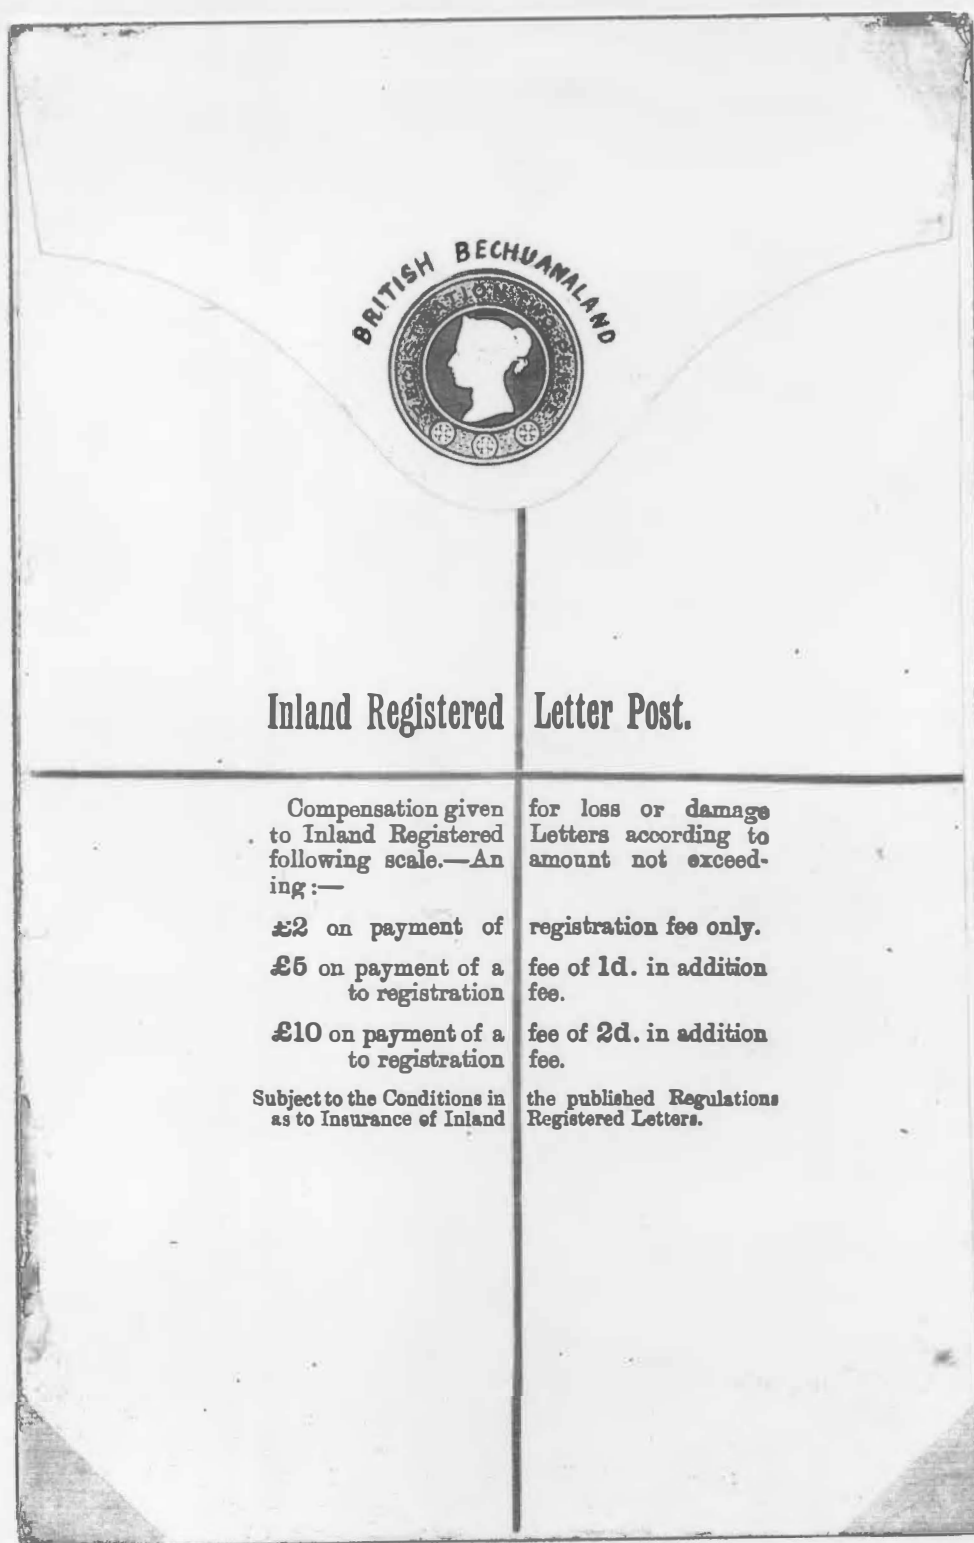 BRITISH BECHUANALAND
REGISTRATION TWO PENCE
Inland Registered Letter Post.
Compensation given for loss or damage
to Inland Registered Letters according to
following scale.—An amount not exceed-
ing:—
£2 on payment of registration fee only.
£5 on payment of a fee of 1d. in addition
to registration fee.
£10 on payment of a fee of 2d. in addition
to registration fee.
Subject to the Conditions in the published Regulations
as to Insurance of Inland Registered Letters.